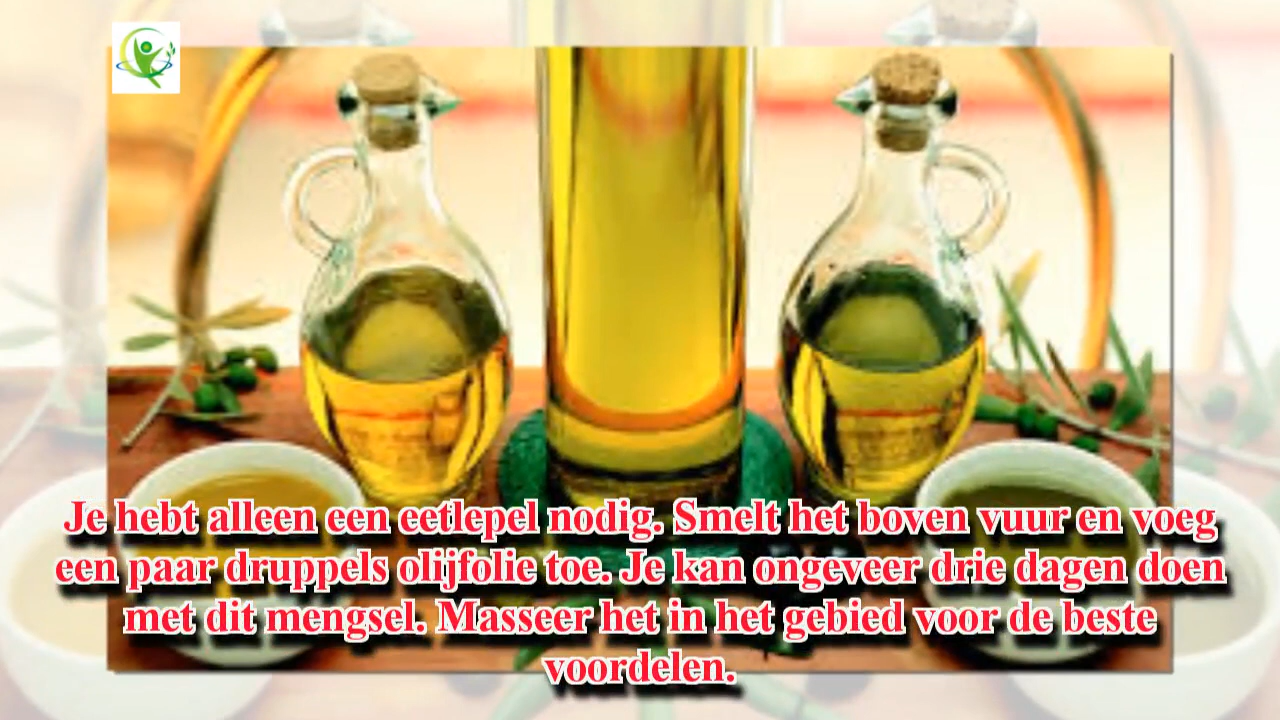 Je hebt alleen een eetlepel nodig. Smelt het boven vuur en voeg
een paar druppels olijfolie toe. Je kan ongeveer drie dagen doen
met dit mengsel. Masseer het in het gebied voor de beste
voordelen.